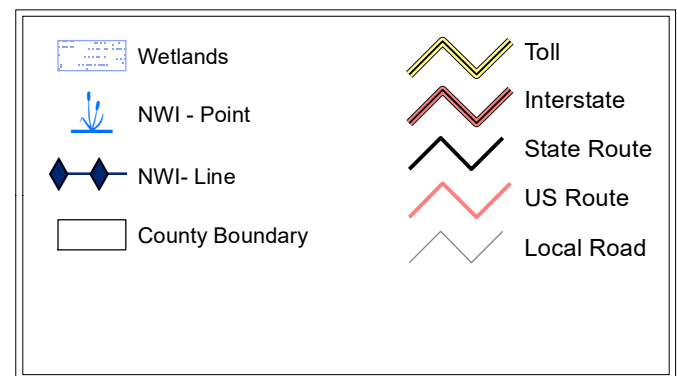 Wetlands
NWI - Point
NWI- Line
County Boundary
Toll
Interstate
State Route
US Route
Local Road